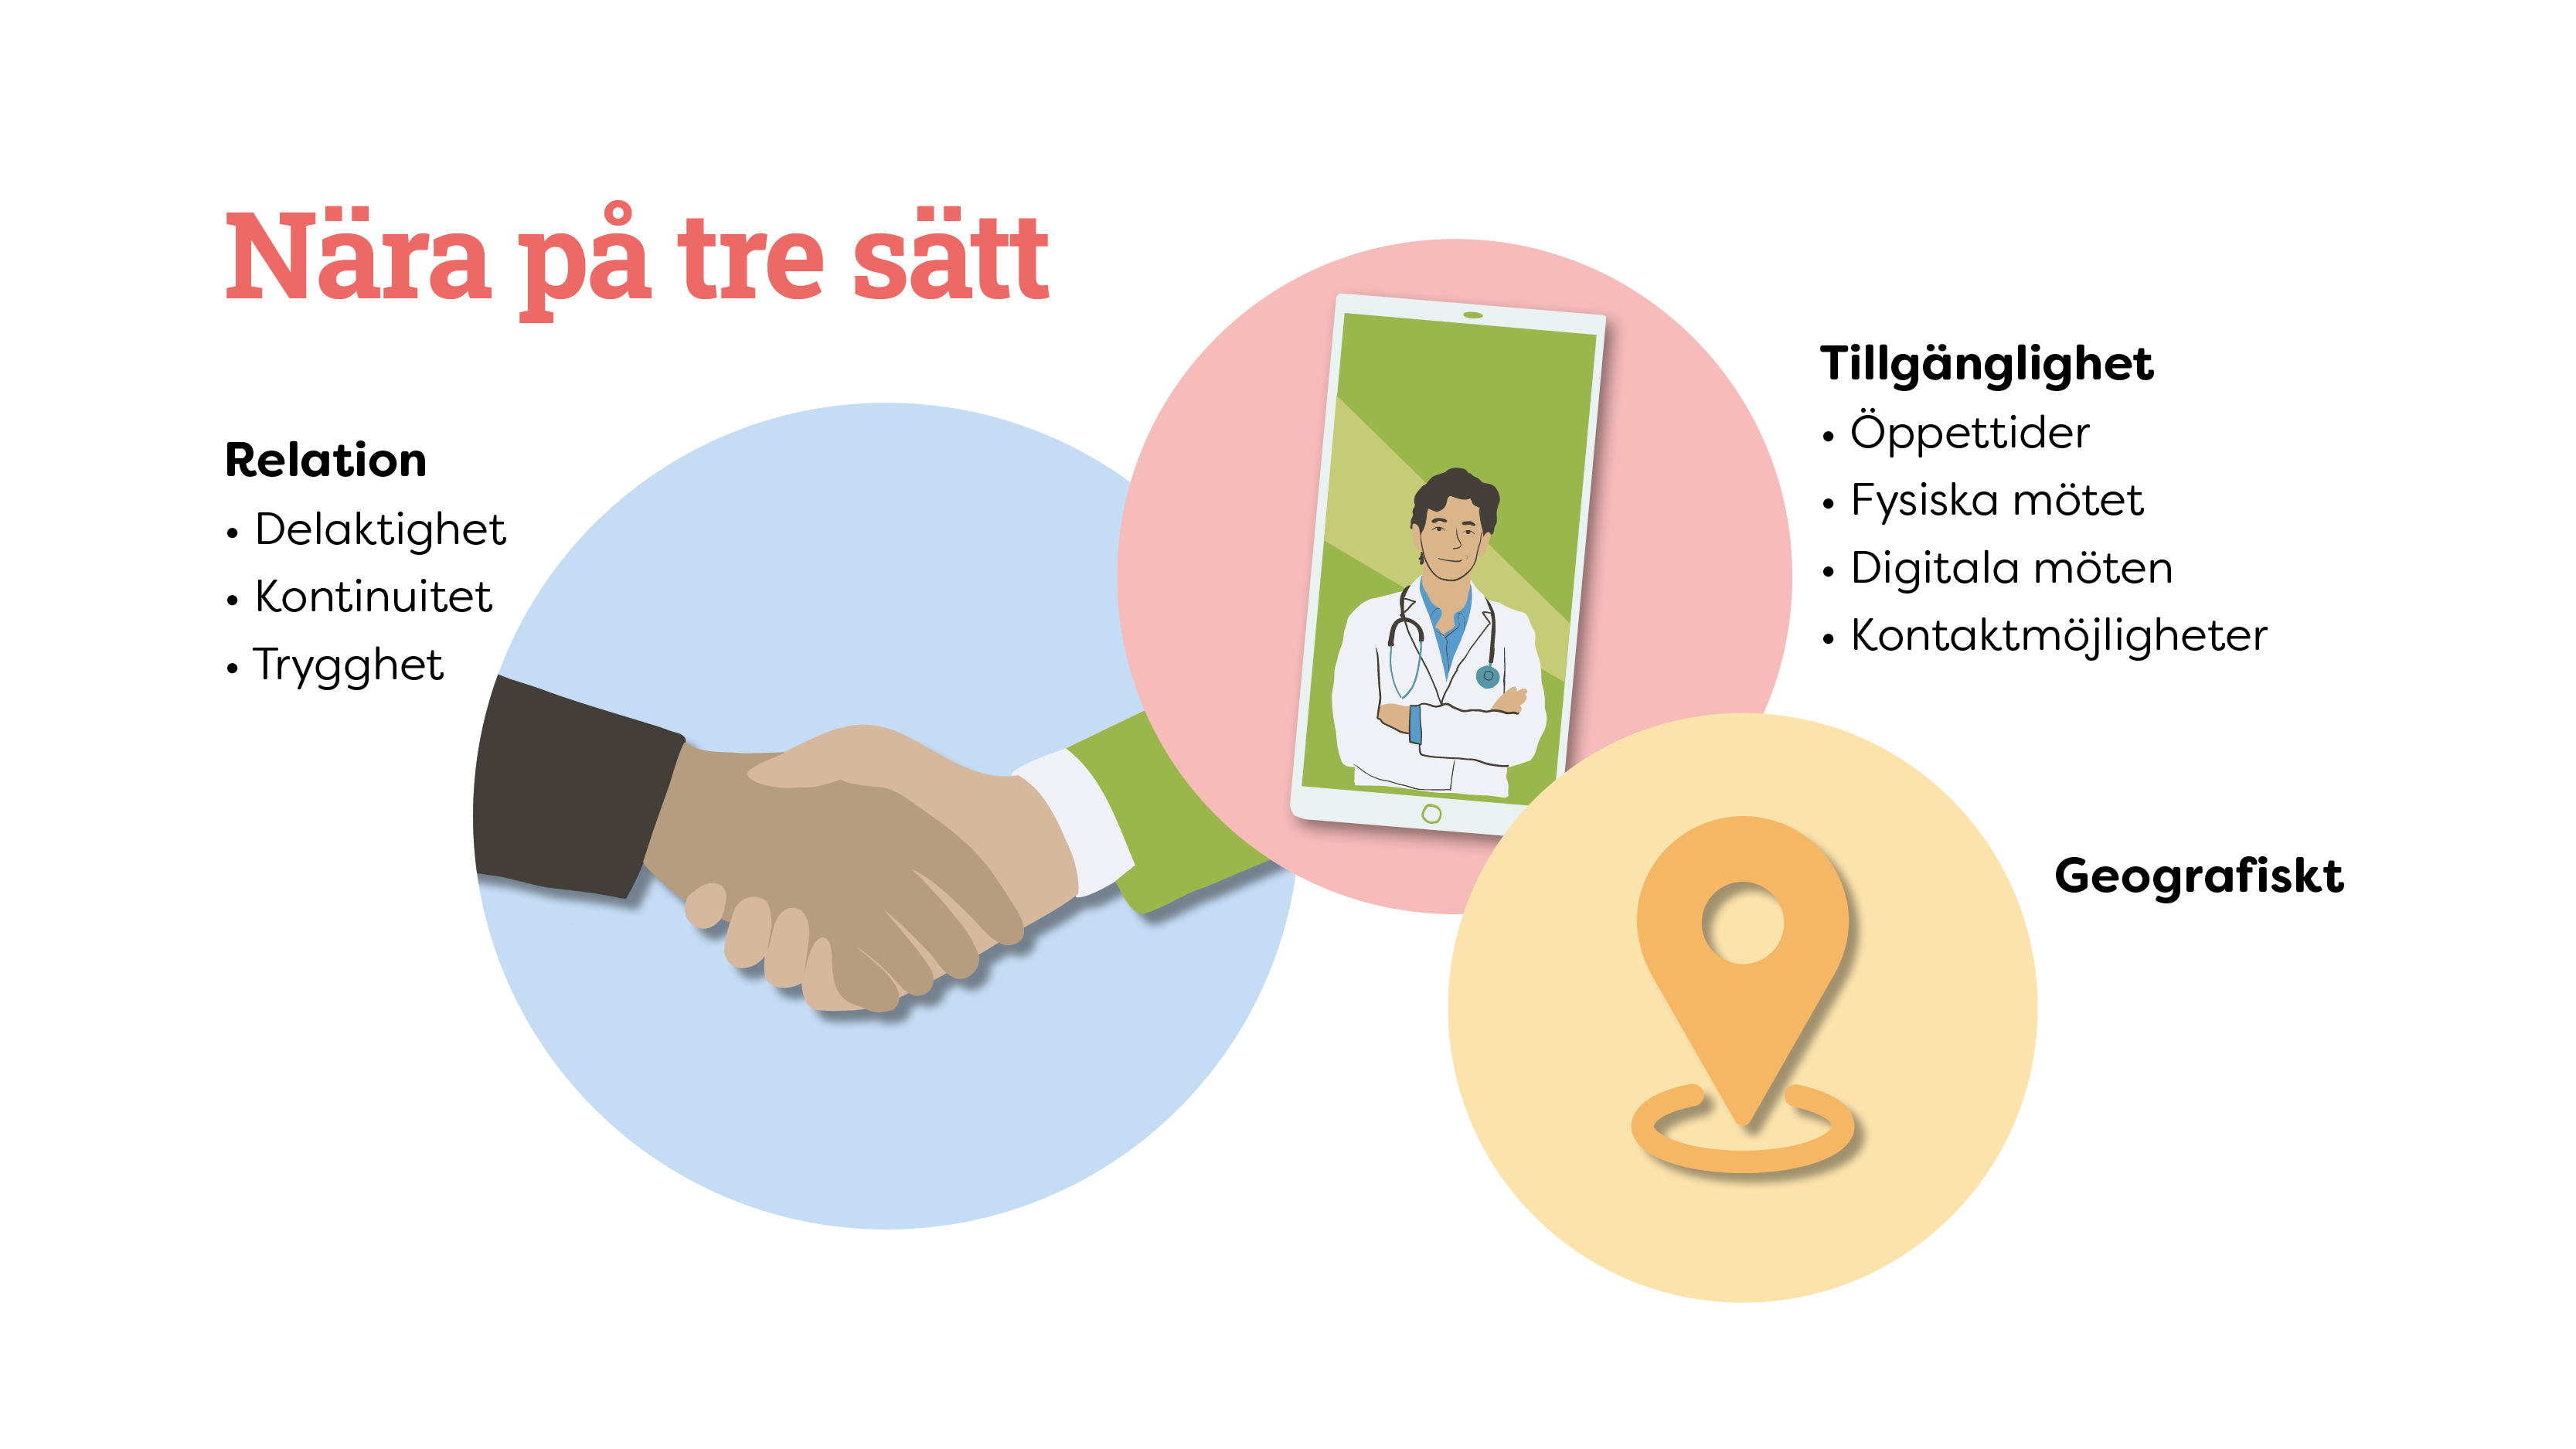 Nära på tre sätt
Relation
• Delaktighet
• Kontinuitet
• Trygghet
Tillgänglighet
• Öppettider
• Fysiska mötet
• Digitala möten
• Kontaktmöjligheter
Geografiskt